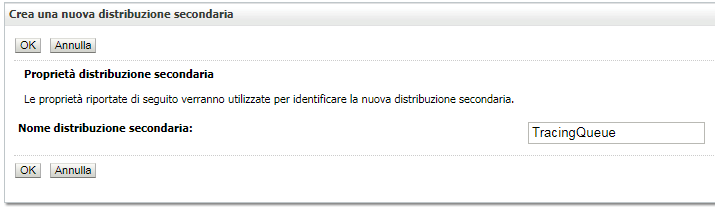 Crea una nuova distribuzione secondaria
OK Annulla
Proprietà distribuzione secondaria
Le proprietà riportate di seguito verranno utilizzate per identificare la nuova distribuzione secondaria.
Nome distribuzione secondaria: TracingQueue
OK Annulla